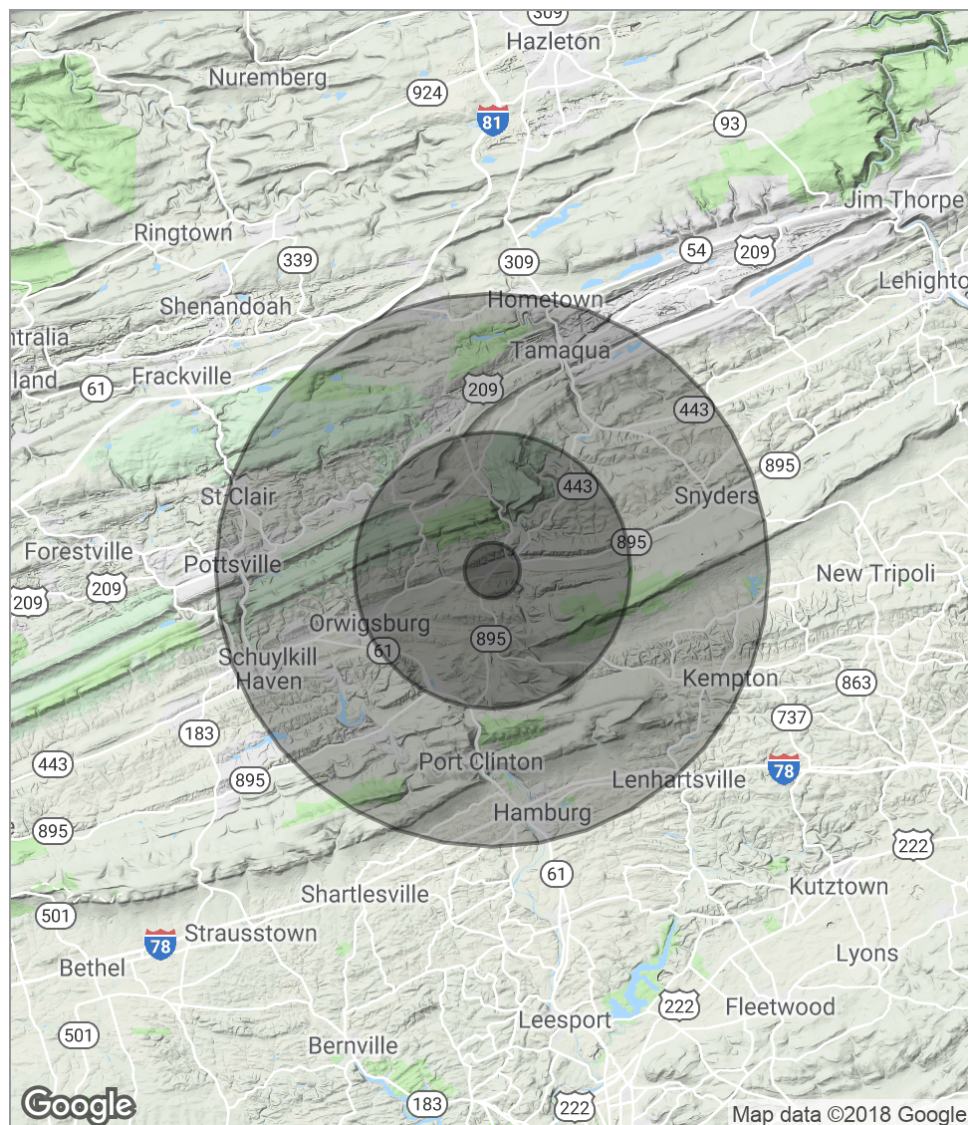 309
Hazleton
Nuremberg
924
81
93
Jim Thorpe
Ringtown
339
309
54
209
Lehighto
Shenandoah
Hometown
ntralia
Tamaqua
land
61
Frackville
209
443
895
St Clair
443
Snyders
Forestville
Pottsville
895
209
209
New Tripoli
Orwigsburg
895
61
Schuylkill
Haven
Kempton
863
183
737
443
895
Port Clinton
Lenhartsville
78
895
Hamburg
222
61
Shartlesville
Kutztown
501
Strausstown
78
Bethel
Lyons
222
Fleetwood
Leesport
501
Bernville
183
222
Google
Map data ©2018 Google